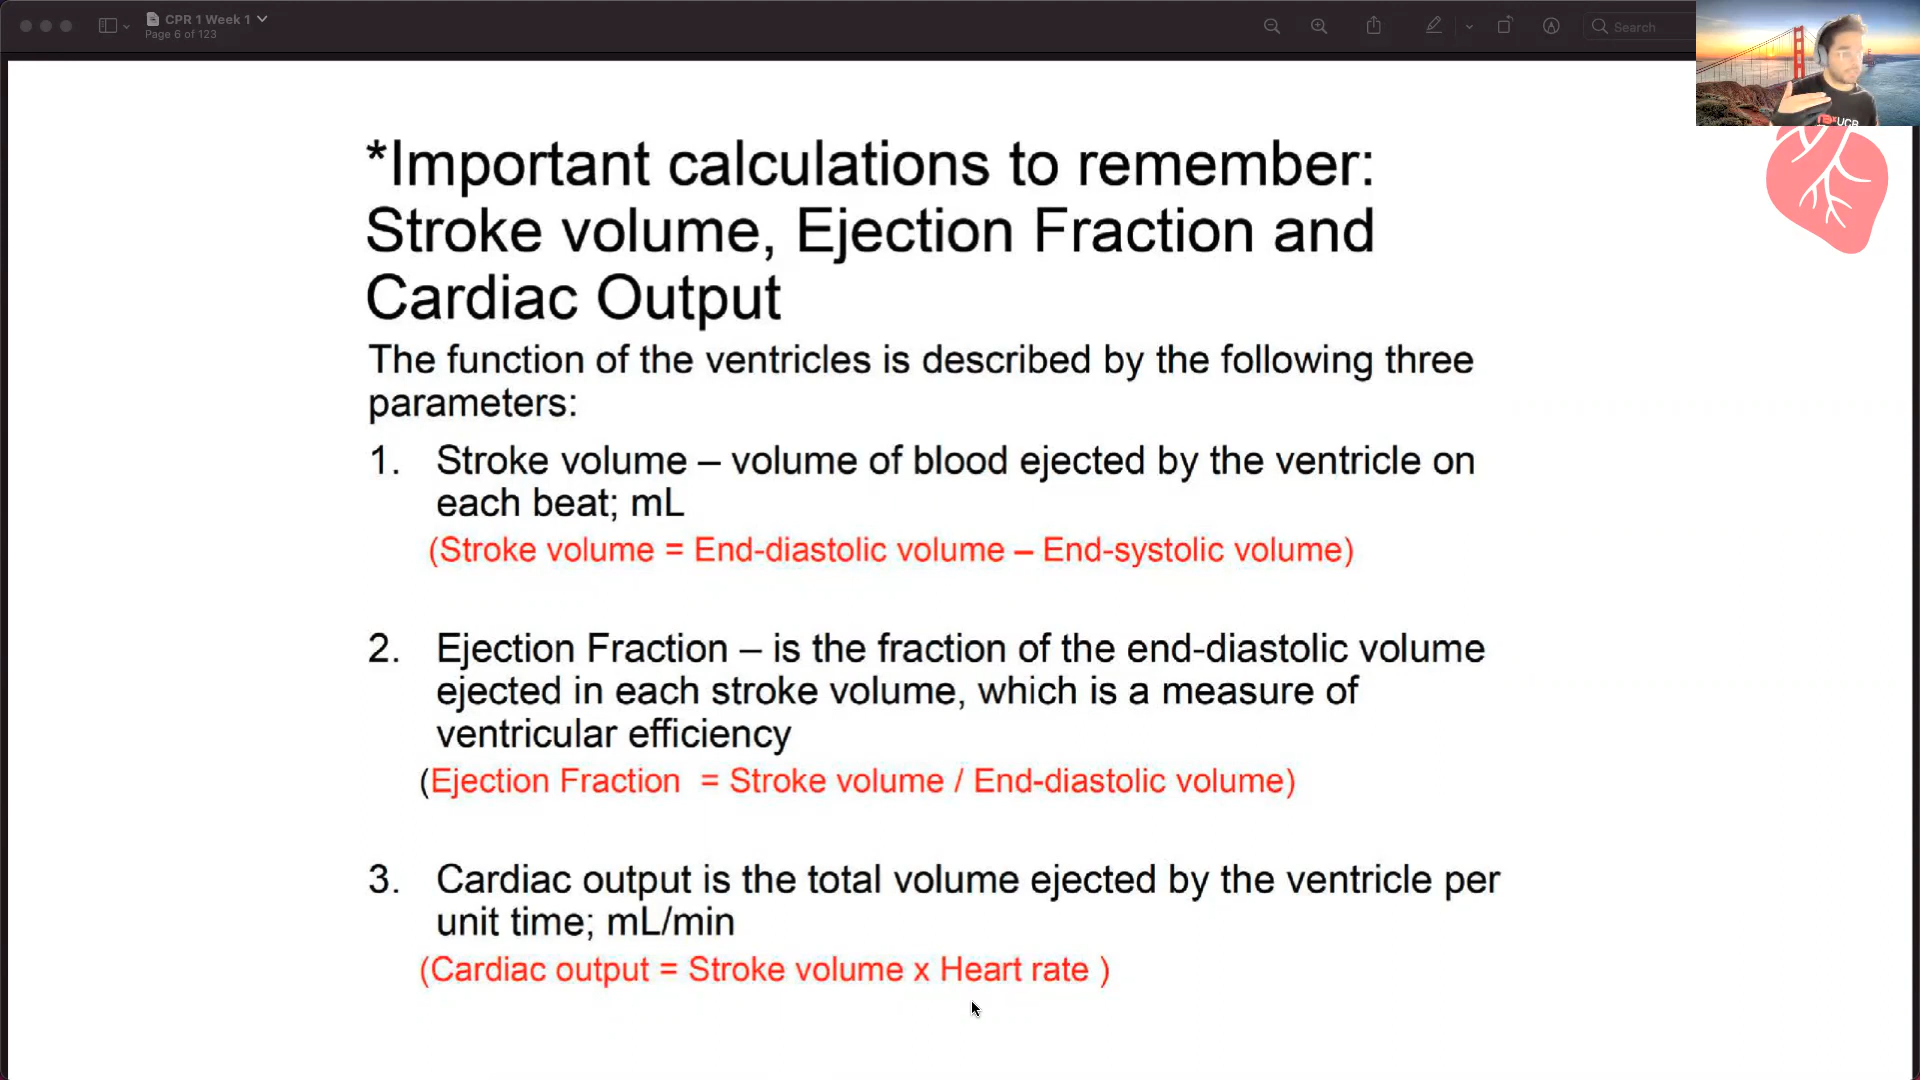 CPR 1 Week 1
Page 6 of 123
Search
UCB
*Important calculations to remember:
Stroke volume, Ejection Fraction and
Cardiac Output
The function of the ventricles is described by the following three
parameters:
1. Stroke volume – volume of blood ejected by the ventricle on
each beat; mL
(Stroke volume = End-diastolic volume – End-systolic volume)
2. Ejection Fraction – is the fraction of the end-diastolic volume
ejected in each stroke volume, which is a measure of
ventricular efficiency
(Ejection Fraction = Stroke volume / End-diastolic volume)
3. Cardiac output is the total volume ejected by the ventricle per
unit time; mL/min
(Cardiac output = Stroke volume x Heart rate )